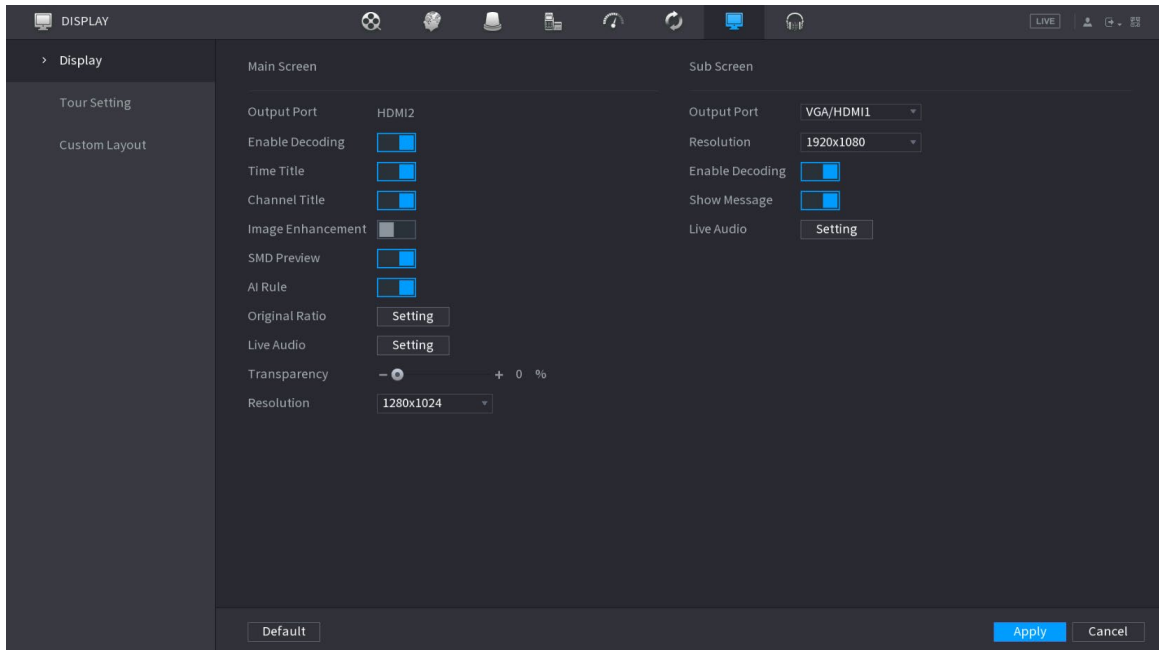 DISPLAY
LIVE
Display
Tour Setting
Custom Layout
Main Screen
Output Port HDMI2
Enable Decoding
Time Title
Channel Title
Image Enhancement
SMD Preview
AI Rule
Original Ratio Setting
Live Audio Setting
Transparency − + 0 %
Resolution 1280x1024
Sub Screen
Output Port VGA/HDMI1
Resolution 1920x1080
Enable Decoding
Show Message
Live Audio Setting
Default
Apply Cancel